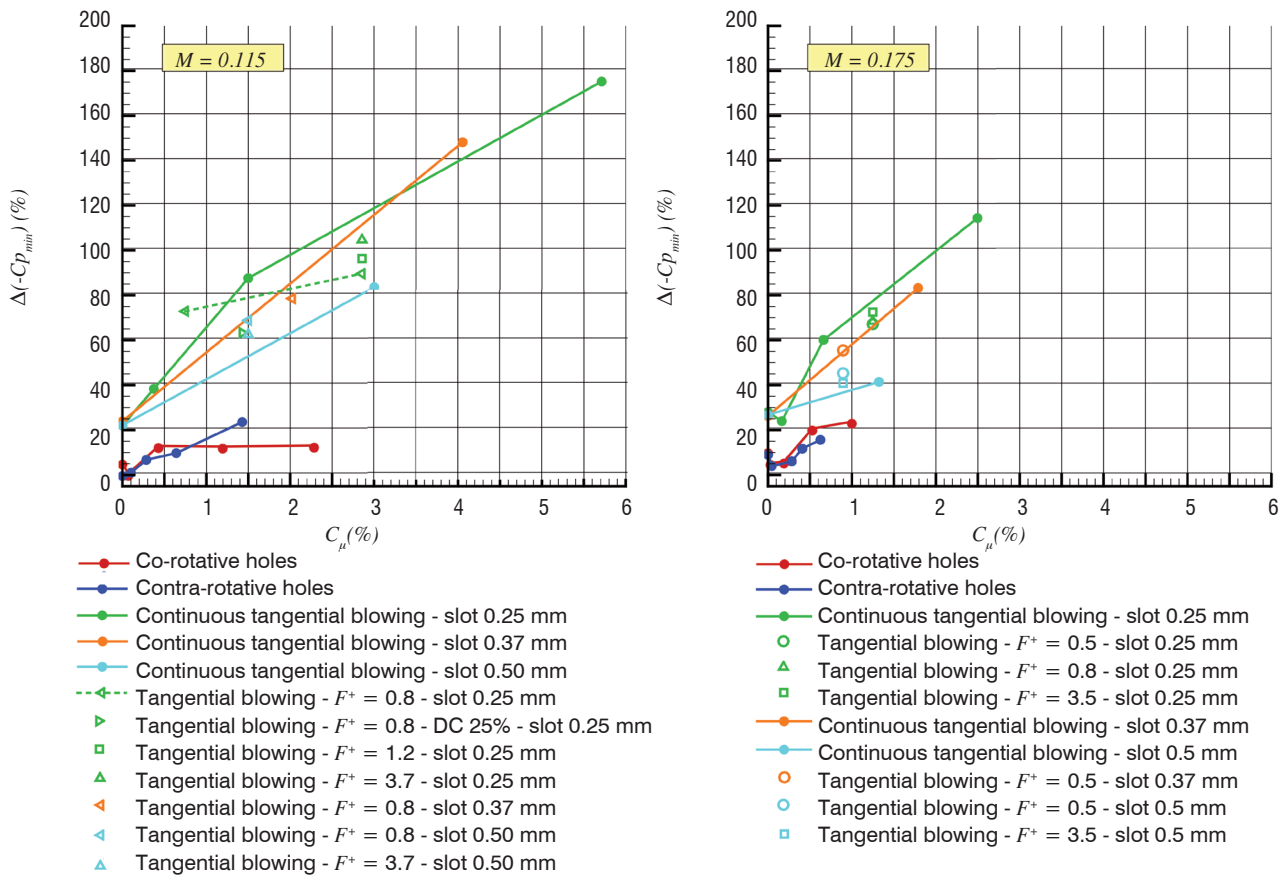 200
180
160
140
120
100
80
60
40
20
0
Δ(-Cp_min) (%)
M = 0.115
0 1 2 3 4 5 6
C_μ(%)
Co-rotative holes
Contra-rotative holes
Continuous tangential blowing - slot 0.25 mm
Continuous tangential blowing - slot 0.37 mm
Continuous tangential blowing - slot 0.50 mm
Tangential blowing - F⁺ = 0.8 - slot 0.25 mm
Tangential blowing - F⁺ = 0.8 - DC 25% - slot 0.25 mm
Tangential blowing - F⁺ = 1.2 - slot 0.25 mm
Tangential blowing - F⁺ = 3.7 - slot 0.25 mm
Tangential blowing - F⁺ = 0.8 - slot 0.37 mm
Tangential blowing - F⁺ = 0.8 - slot 0.50 mm
Tangential blowing - F⁺ = 3.7 - slot 0.50 mm
200
180
160
140
120
100
80
60
40
20
0
Δ(-Cp_min) (%)
M = 0.175
0 1 2 3 4 5 6
C_μ(%)
Co-rotative holes
Contra-rotative holes
Continuous tangential blowing - slot 0.25 mm
Tangential blowing - F⁺ = 0.5 - slot 0.25 mm
Tangential blowing - F⁺ = 0.8 - slot 0.25 mm
Tangential blowing - F⁺ = 3.5 - slot 0.25 mm
Continuous tangential blowing - slot 0.37 mm
Continuous tangential blowing - slot 0.5 mm
Tangential blowing - F⁺ = 0.5 - slot 0.37 mm
Tangential blowing - F⁺ = 0.5 - slot 0.5 mm
Tangential blowing - F⁺ = 3.5 - slot 0.5 mm